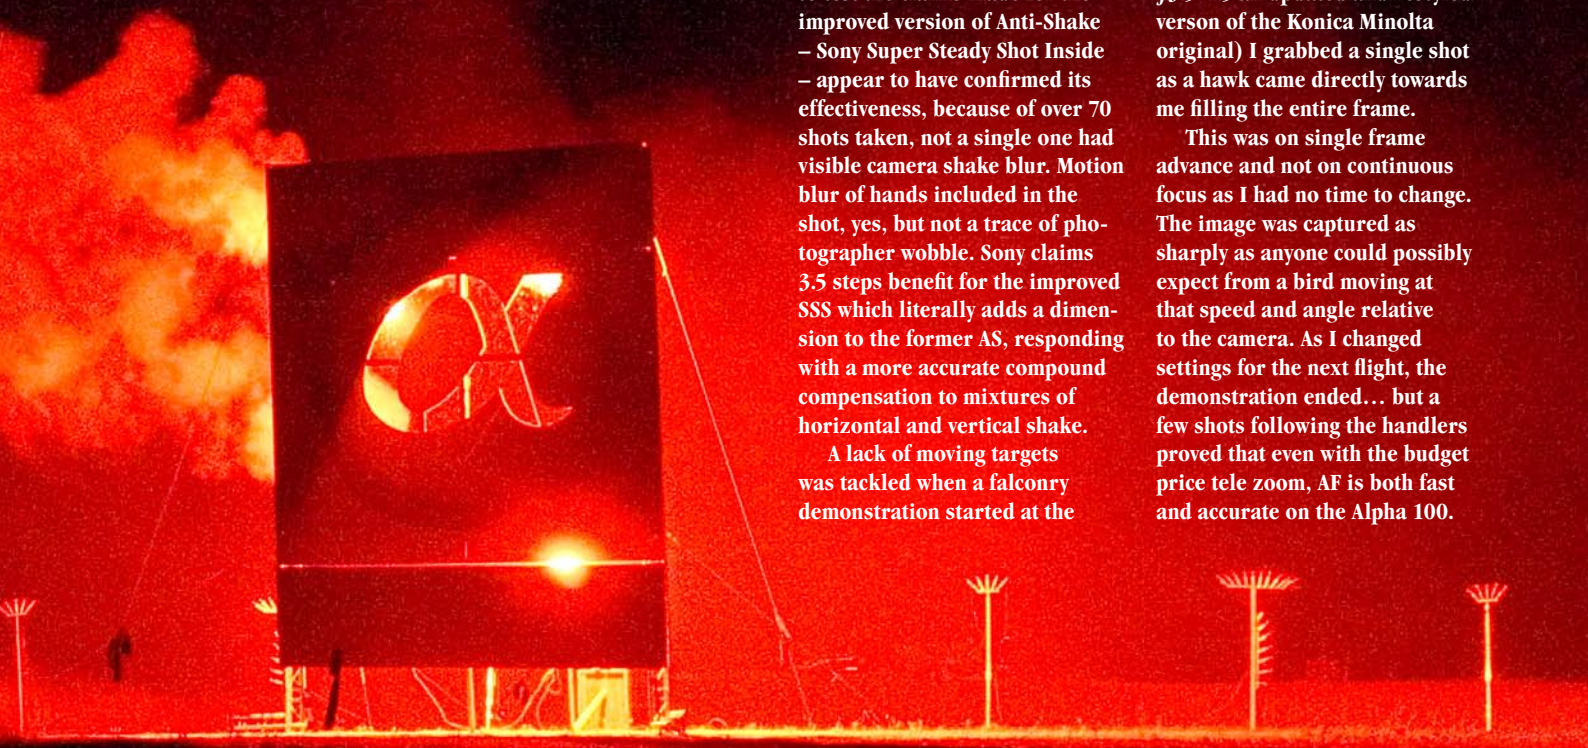 improved version of Anti-Shake
– Sony Super Steady Shot Inside
– appear to have confirmed its
effectiveness, because of over 70
shots taken, not a single one had
visible camera shake blur. Motion
blur of hands included in the
shot, yes, but not a trace of pho-
tographer wobble. Sony claims
3.5 steps benefit for the improved
SSS which literally adds a dimen-
sion to the former AS, responding
with a more accurate compound
compensation to mixtures of
horizontal and vertical shake.
A lack of moving targets
was tackled when a falconry
demonstration started at the
verson of the Konica Minolta
original) I grabbed a single shot
as a hawk came directly towards
me filling the entire frame.
This was on single frame
advance and not on continuous
focus as I had no time to change.
The image was captured as
sharply as anyone could possibly
expect from a bird moving at
that speed and angle relative
to the camera. As I changed
settings for the next flight, the
demonstration ended… but a
few shots following the handlers
proved that even with the budget
price tele zoom, AF is both fast
and accurate on the Alpha 100.
α